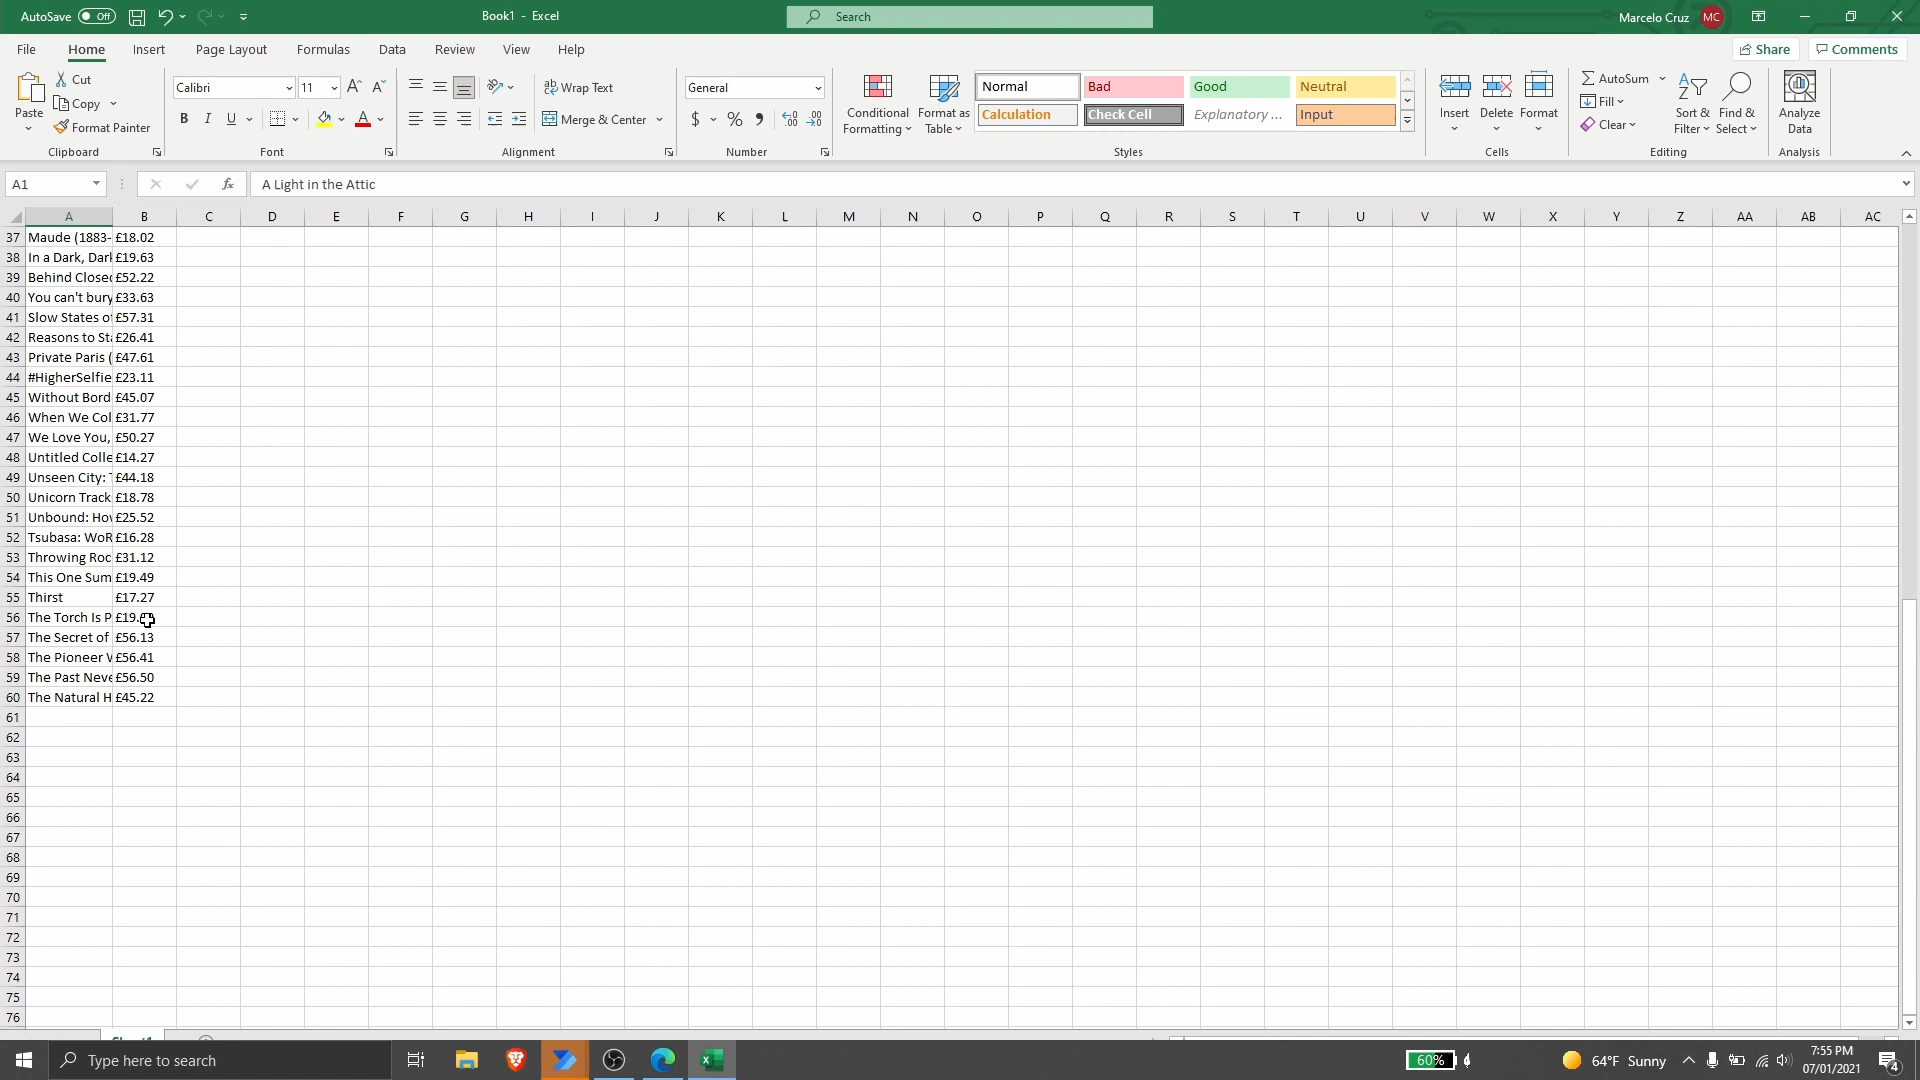 AutoSave Off Book1 - Excel Search Marcelo Cruz MC
File Home Insert Page Layout Formulas Data Review View Help Share Comments
Paste Cut Copy Format Painter
Clipboard
Calibri 11
B I U
Font
Wrap Text
Merge & Center
Alignment
General
$ % 9
Number
Conditional Formatting
Format as Table
Normal Bad Good Neutral
Calculation Check Cell Explanatory ... Input
Styles
Insert Delete Format
Cells
AutoSum
Fill
Clear
Sort & Filter
Find & Select
Editing
Analyze Data
Analysis
A1 fx A Light in the Attic
A B C D E F G H I J K L M N O P Q R S T U V W X Y Z AA AB AC
37 Maude (1883- £18.02
38 In a Dark, Dar £19.63
39 Behind Close £52.22
40 You can't bury £33.63
41 Slow States o £57.31
42 Reasons to St £26.41
43 Private Paris ( £47.61
44 #HigherSelfie £23.11
45 Without Bord £45.07
46 When We Col £31.77
47 We Love You, £50.27
48 Untitled Colle £14.27
49 Unseen City: £44.18
50 Unicorn Track £18.78
51 Unbound: How £25.52
52 Tsubasa: WoR £16.28
53 Throwing Roc £31.12
54 This One Sum £19.49
55 Thirst £17.27
56 The Torch Is P £19.
57 The Secret of £56.13
58 The Pioneer £56.41
59 The Past Neve £56.50
60 The Natural H £45.22
61
62
63
64
65
66
67
68
69
70
71
72
73
74
75
76
Type here to search 60% 64°F Sunny 7:55 PM
07/01/2021 4